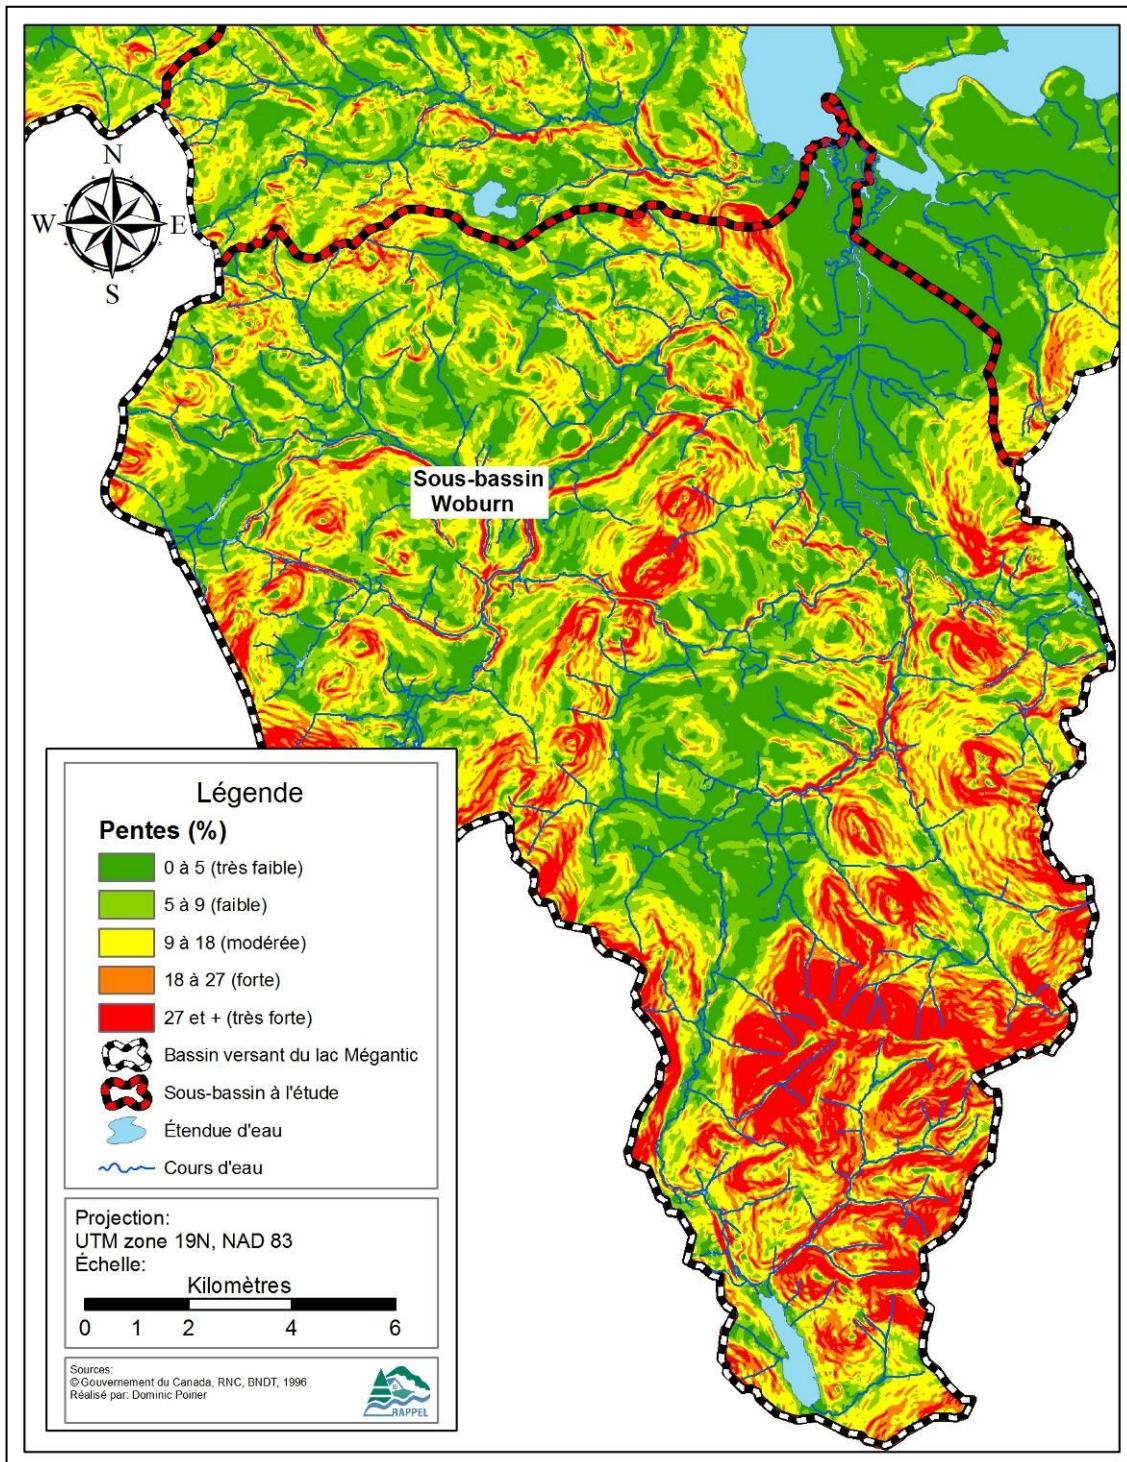 N
W
E
S
Sous-bassin
Woburn
Légende
Pentes (%)
0 à 5 (très faible)
5 à 9 (faible)
9 à 18 (modérée)
18 à 27 (forte)
27 et + (très forte)
Bassin versant du lac Mégantic
Sous-bassin à l'étude
Étendue d'eau
Cours d'eau
Projection:
UTM zone 19N, NAD 83
Échelle:
Kilomètres
0 1 2 4 6
Sources:
© Gouvernement du Canada, RNC, BNDT, 1996
Réalisé par: Dominic Poirier
RAPPEL